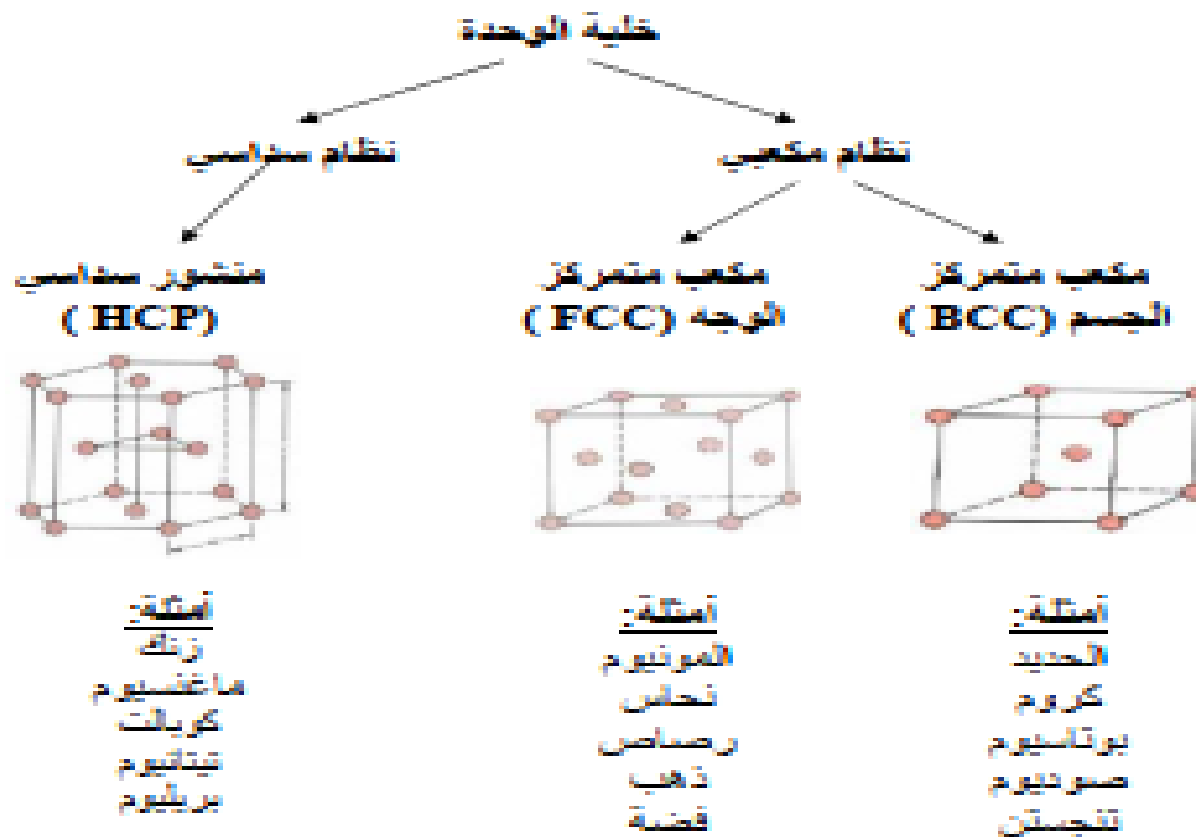 خلية الوحدة
نظام مكعبي
نظام سداسي
مكعب متمركز
الجسم (BCC )
مكعب متمركز
الوجه (FCC )
منشور سداسي
(HCP )
أمثلة:
الحديد
كروم
بوتاسيوم
صوديوم
تنجستن
أمثلة:
المونيوم
نحاس
رصاص
ذهب
فضة
أمثلة:
زنك
ماغنسيوم
كوبالت
تيتانيوم
بريليوم